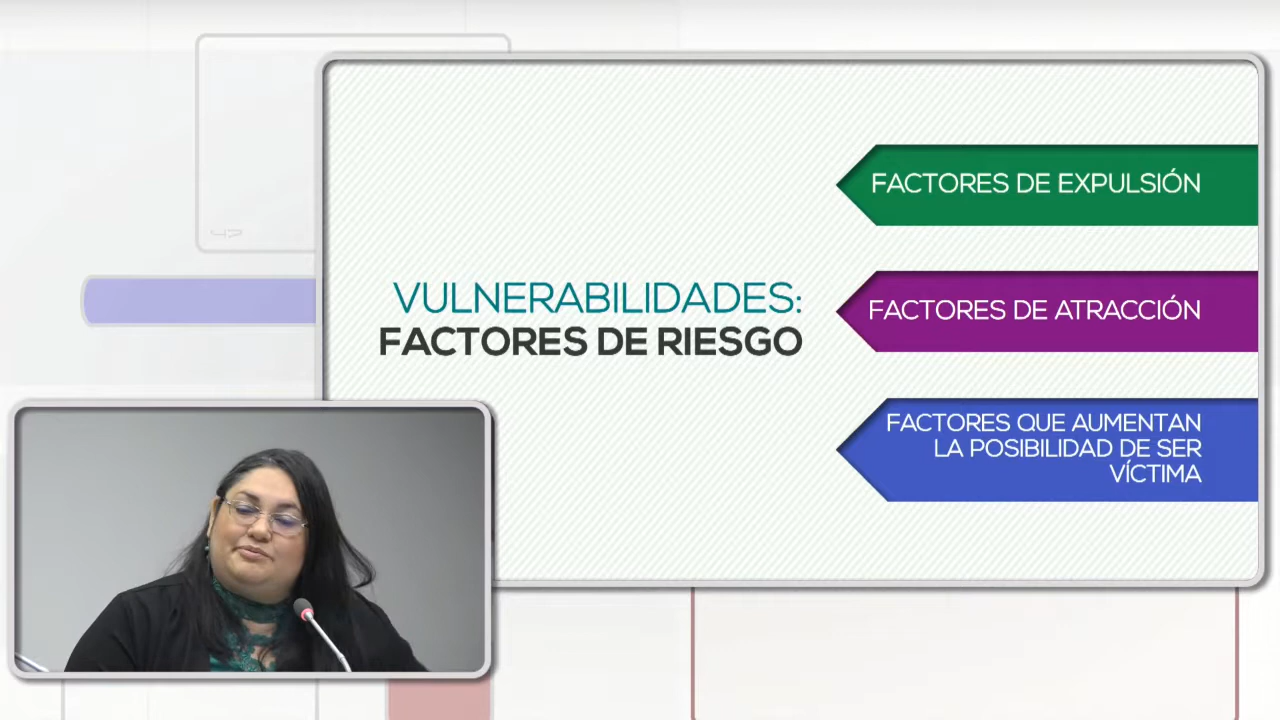 VULNERABILIDADES:
FACTORES DE RIESGO
FACTORES DE EXPULSIÓN
FACTORES DE ATRACCIÓN
FACTORES QUE AUMENTAN
LA POSIBILIDAD DE SER
VÍCTIMA